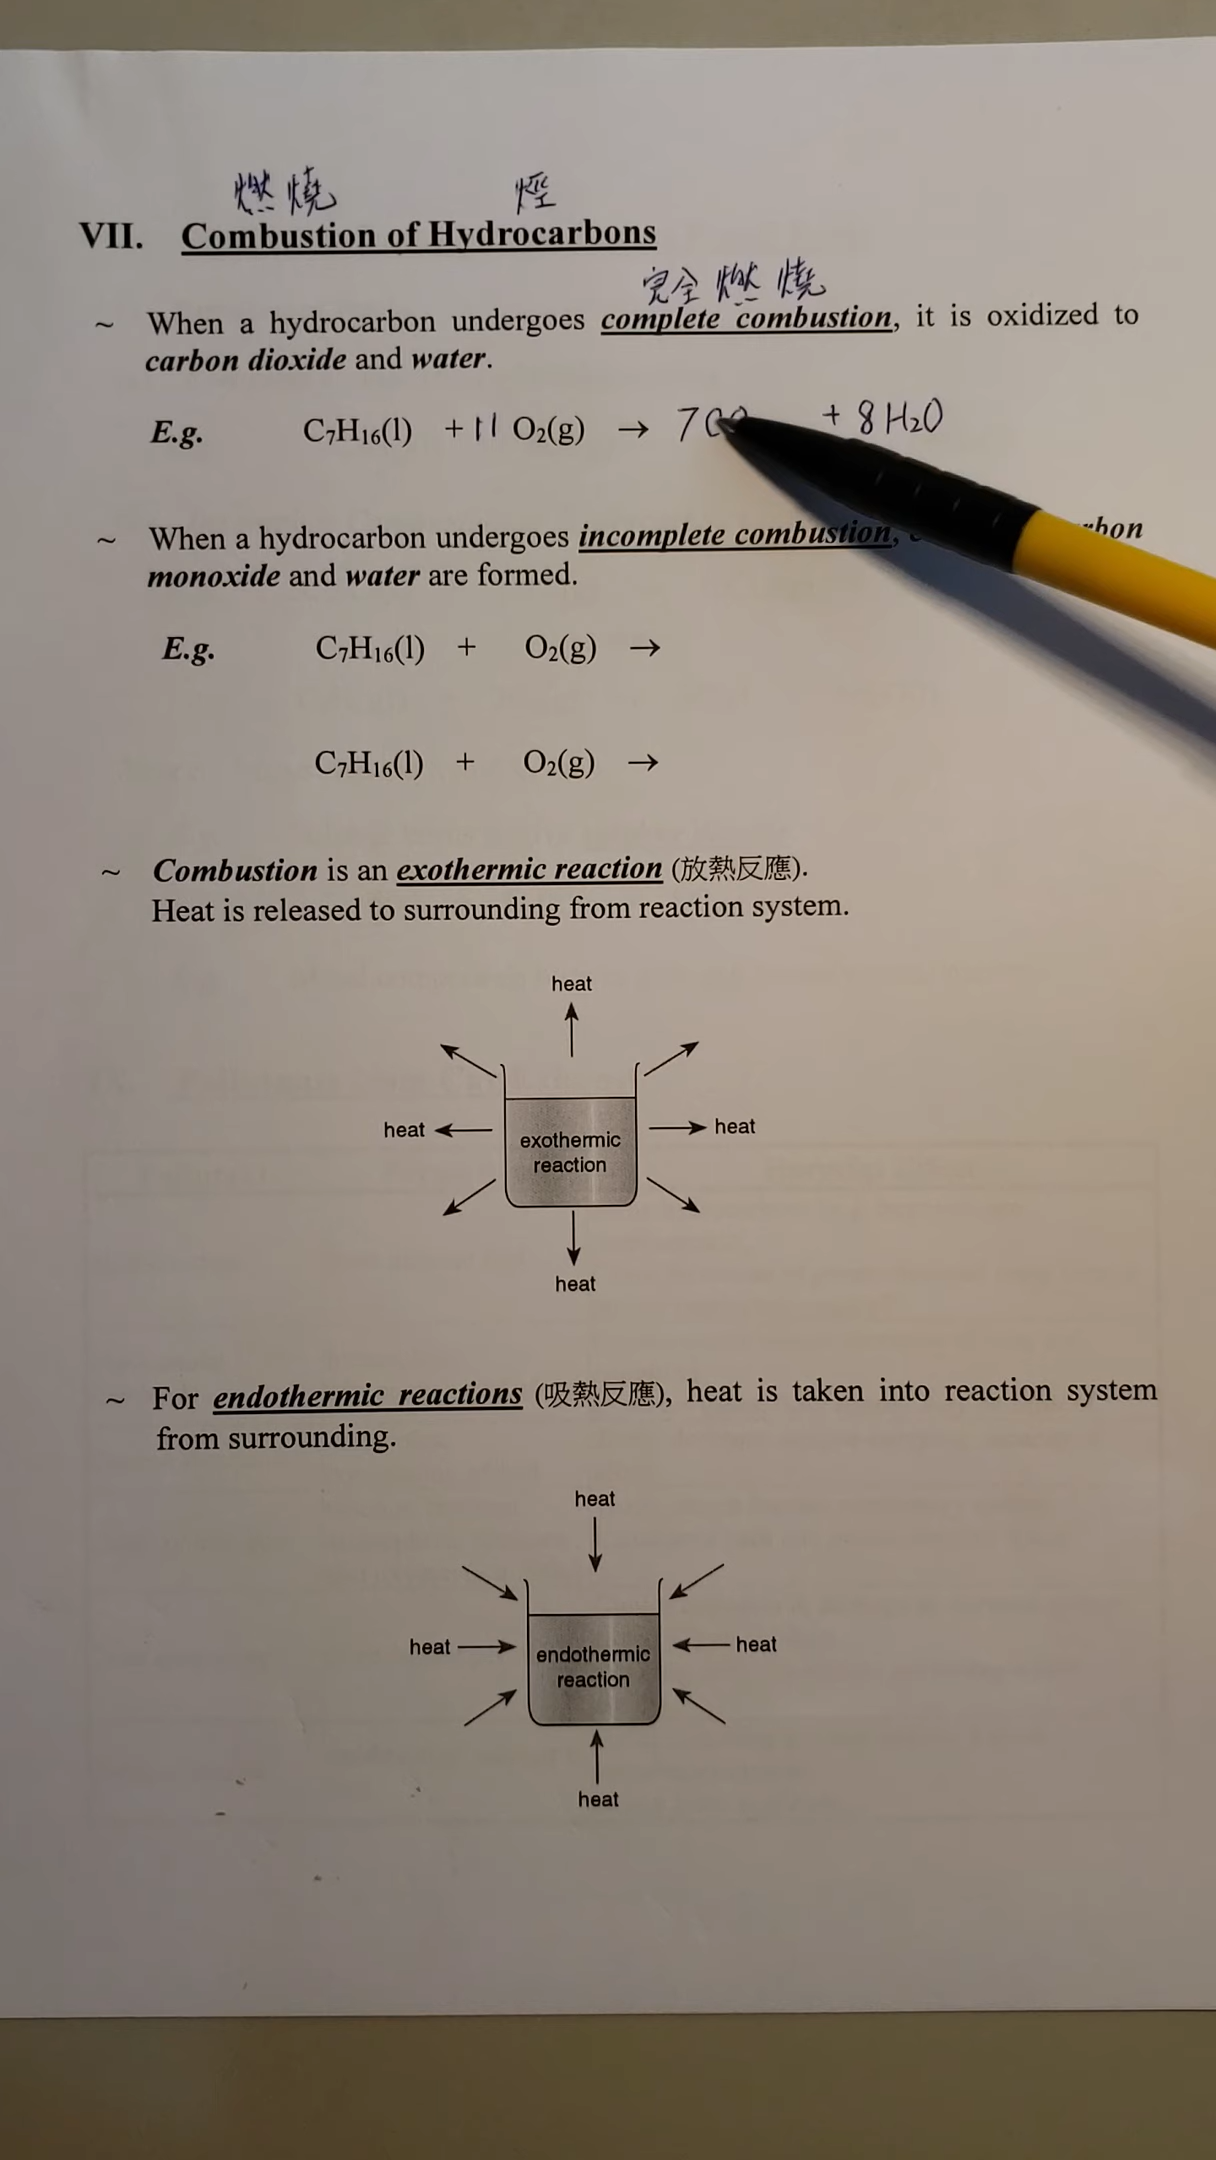 燃燒 烴
VII. Combustion of Hydrocarbons
完全燃燒
~ When a hydrocarbon undergoes complete combustion, it is oxidized to
carbon dioxide and water.
E.g. C₇H₁₆(l) + 11 O₂(g) → 7CO + 8H₂O
~ When a hydrocarbon undergoes incomplete combustion,
monoxide and water are formed.
E.g. C₇H₁₆(l) + O₂(g) →
C₇H₁₆(l) + O₂(g) →
~ Combustion is an exothermic reaction (放熱反應).
Heat is released to surrounding from reaction system.
heat
heat exothermic heat
reaction
heat
~ For endothermic reactions (吸熱反應), heat is taken into reaction system
from surrounding.
heat
heat endothermic heat
reaction
heat